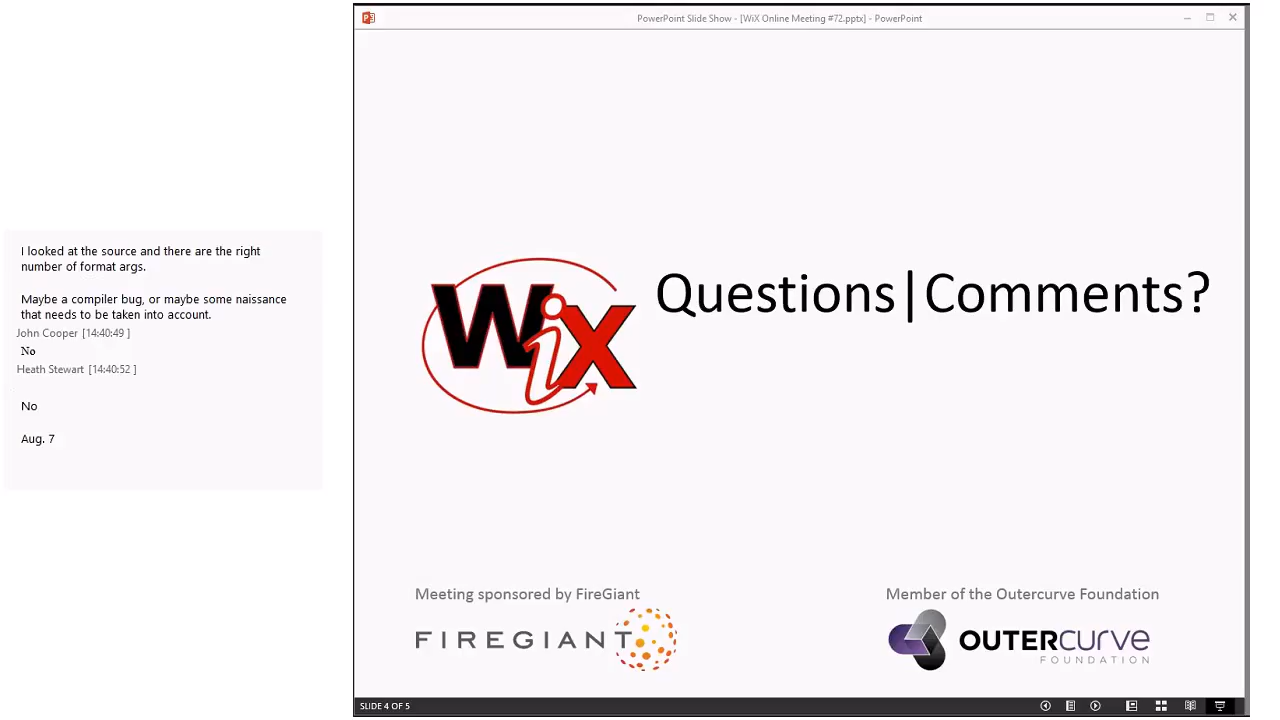 I looked at the source and there are the right
number of format args.
Maybe a compiler bug, or maybe some naissance
that needs to be taken into account.
John Cooper [14:40:49 ]
No
Heath Stewart [14:40:52 ]
No
Aug. 7
PowerPoint Slide Show - [WiX Online Meeting #72.pptx] - PowerPoint
WiX
Questions|Comments?
Meeting sponsored by FireGiant
FIREGIANT
Member of the Outercurve Foundation
OUTERCURVE
FOUNDATION
SLIDE 4 OF 5